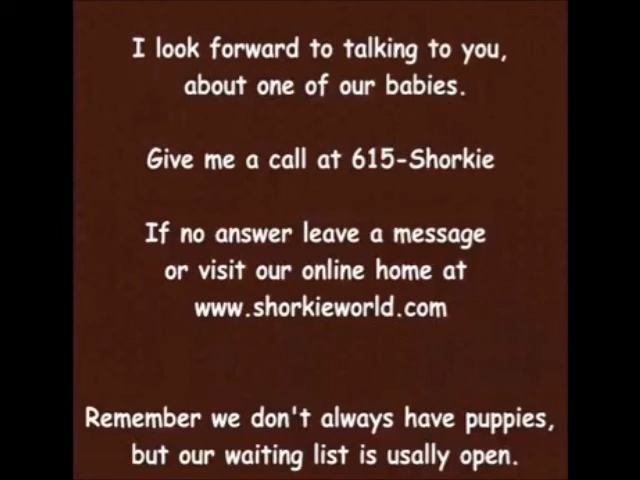 I look forward to talking to you,
about one of our babies.
Give me a call at 615-Shorkie
If no answer leave a message
or visit our online home at
www.shorkieworld.com
Remember we don't always have puppies,
but our waiting list is usally open.